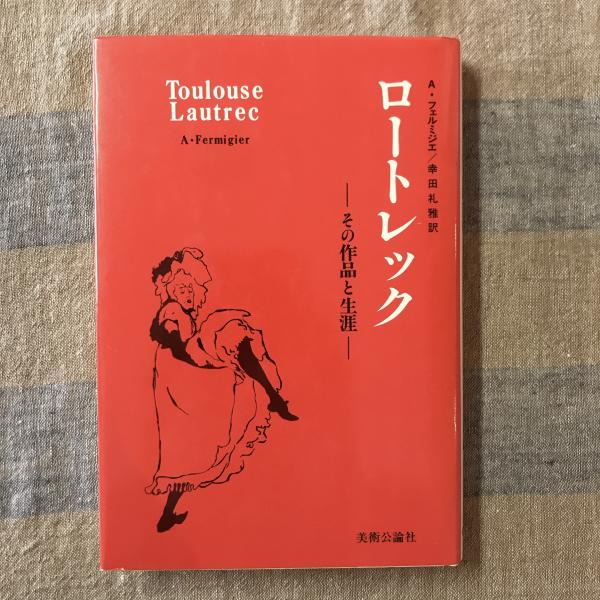 Toulouse
Lautrec
A・Fermigier
A・フェルミジエ／幸田礼雅訳
ロートレック
―その作品と生涯―
美術公論社